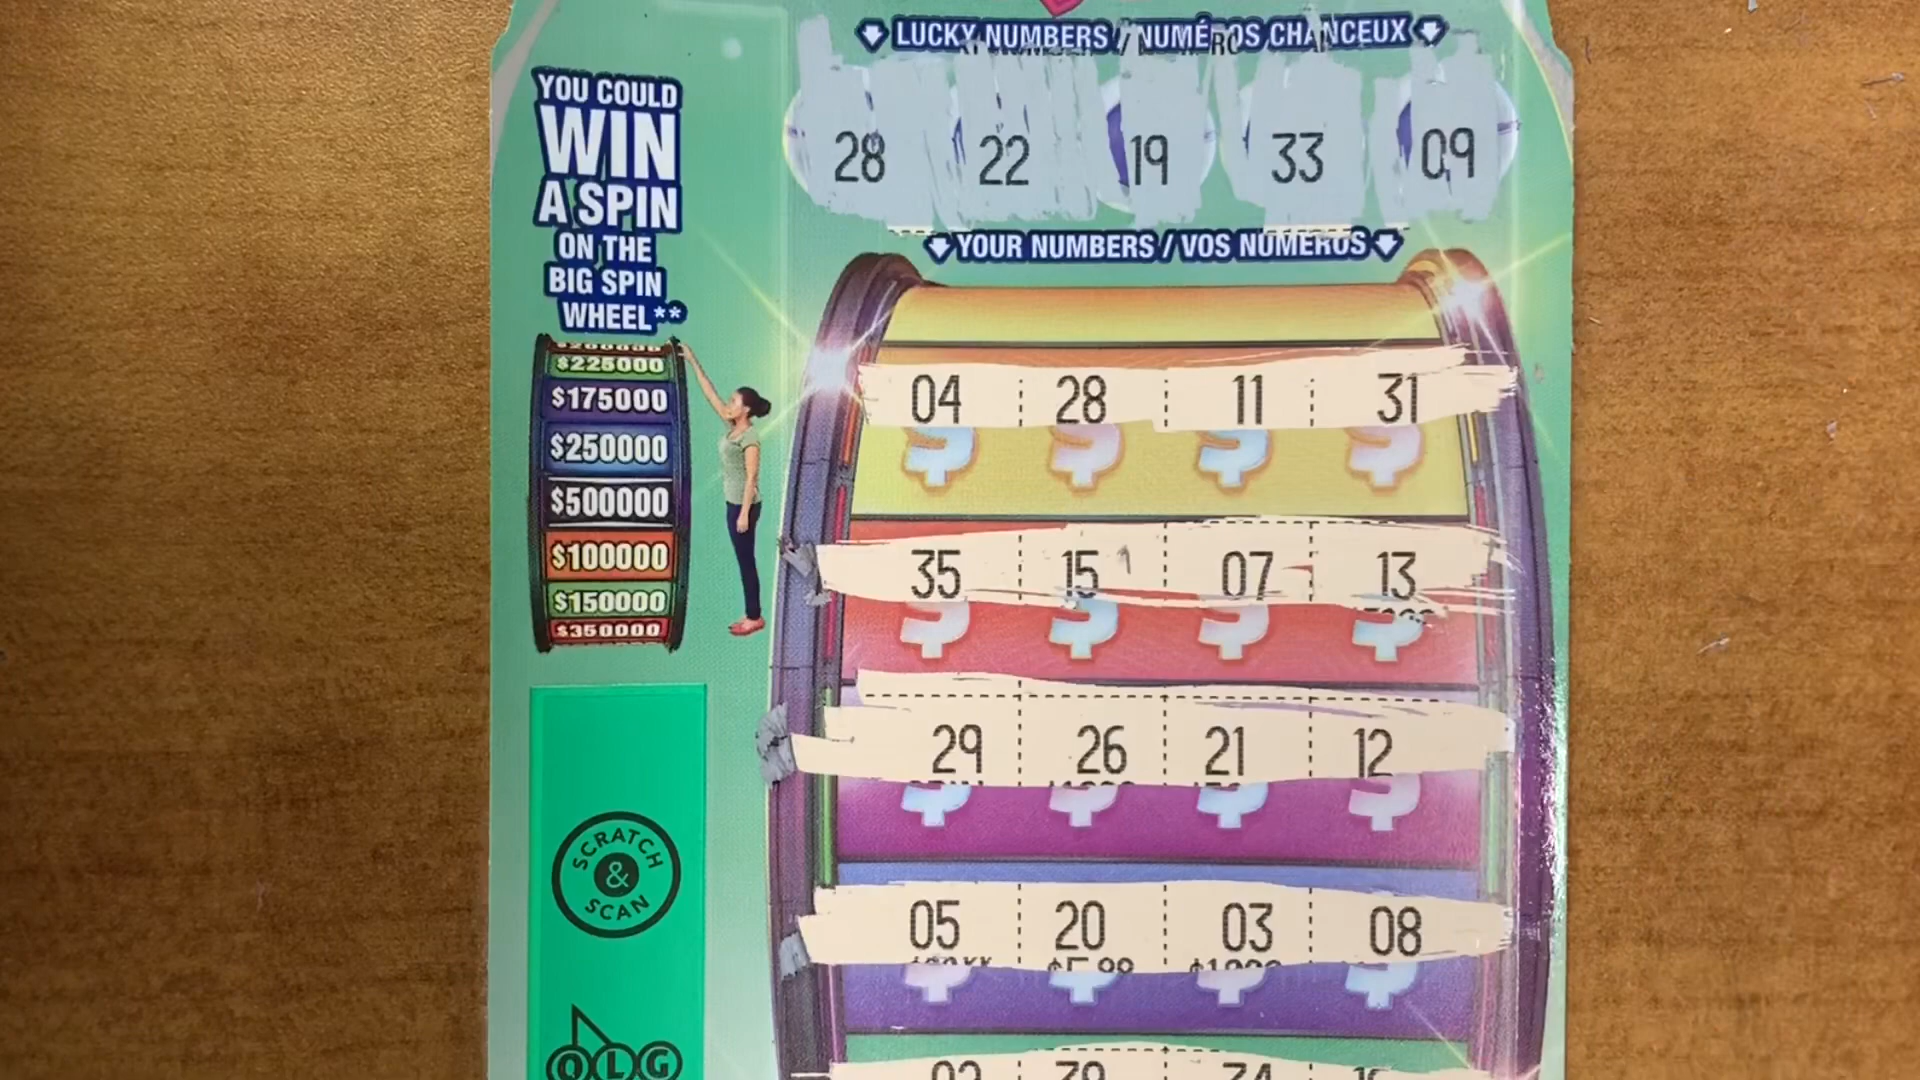 LUCKY NUMBERS / NUMÉROS CHANCEUX
28 22 19 33 09
YOUR NUMBERS / VOS NUMÉROS
YOU COULD
WIN
A SPIN
ON THE
BIG SPIN
WHEEL**
$225000
$175000
$250000
$500000
$100000
$150000
$350000
04 28 11 31
$ $ $ $
35 15 07 13
$ $ $ $
29 26 21 12
$ $ $ $
05 20 03 08
$ $ $ $
SCRATCH
&
SCAN
OLG